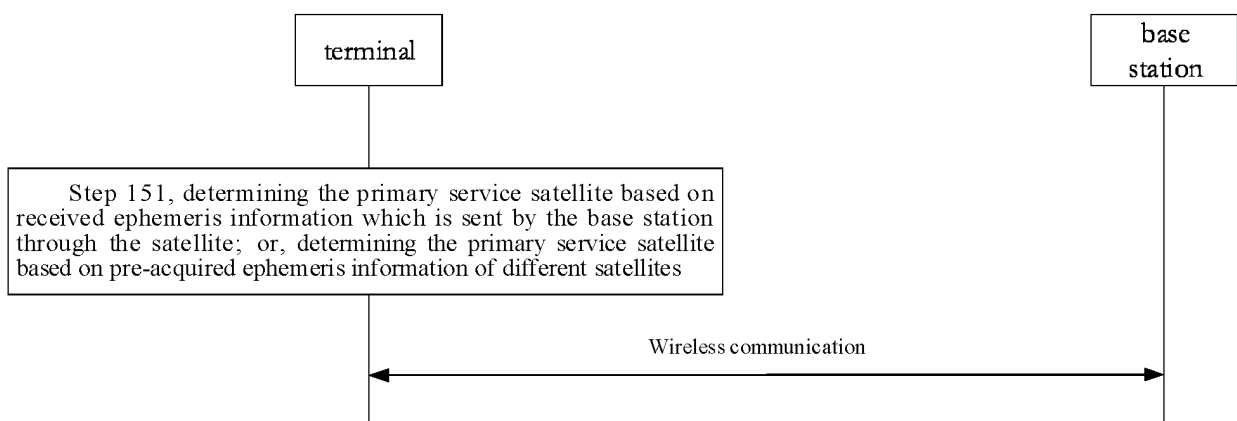 terminal
base
station
Step 151, determining the primary service satellite based on
received ephemeris information which is sent by the base station
through the satellite; or, determining the primary service satellite
based on pre-acquired ephemeris information of different satellites
Wireless communication